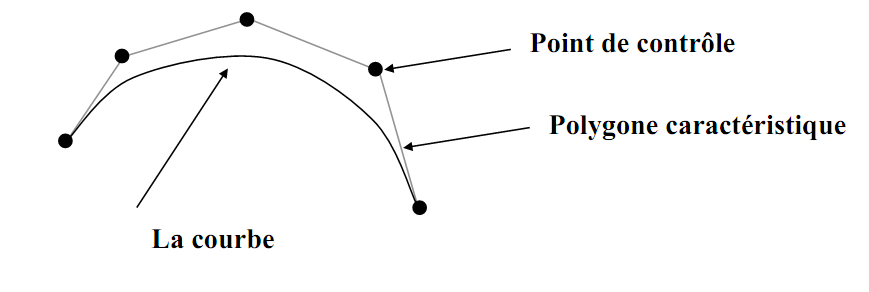 Point de contrôle
Polygone caractéristique
La courbe